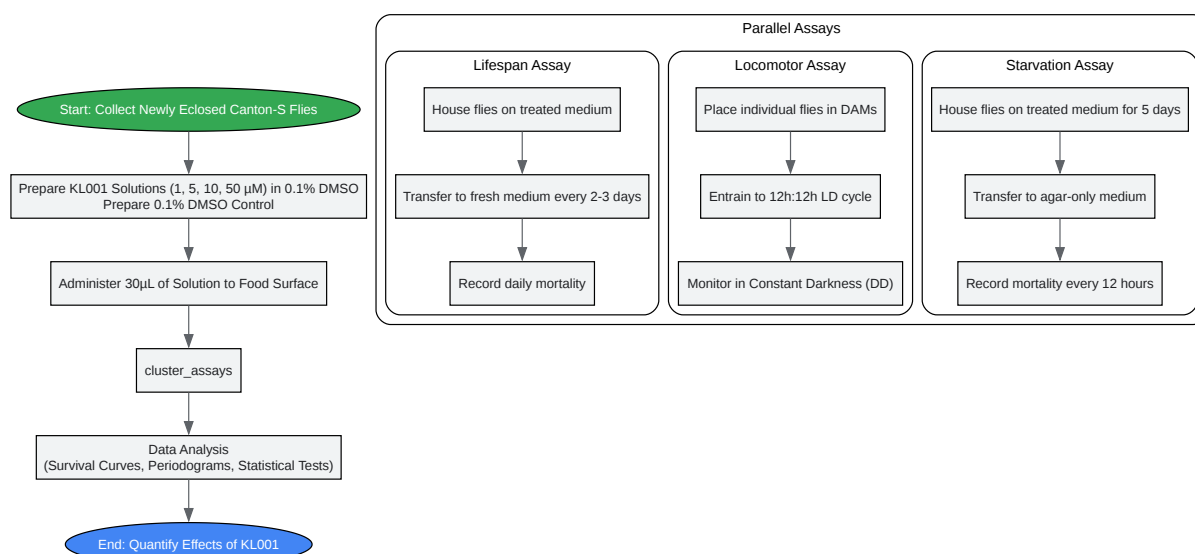 Start: Collect Newly Eclosed Canton-S Flies
Prepare KL001 Solutions (1, 5, 10, 50 µM) in 0.1% DMSO
Prepare 0.1% DMSO Control
Administer 30µL of Solution to Food Surface
cluster_assays
Data Analysis
(Survival Curves, Periodograms, Statistical Tests)
End: Quantify Effects of KL001
Parallel Assays
Lifespan Assay
House flies on treated medium
Transfer to fresh medium every 2-3 days
Record daily mortality
Locomotor Assay
Place individual flies in DAMs
Entrain to 12h:12h LD cycle
Monitor in Constant Darkness (DD)
Starvation Assay
House flies on treated medium for 5 days
Transfer to agar-only medium
Record mortality every 12 hours